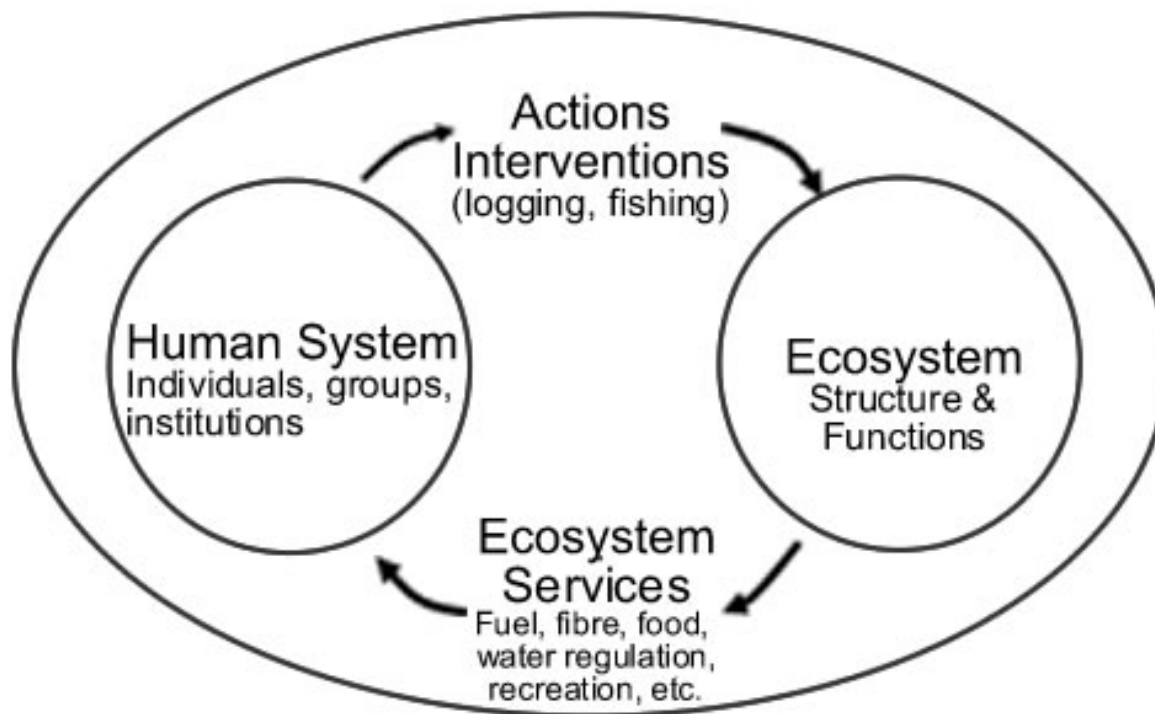 Actions
Interventions
(logging, fishing)
Human System
Individuals, groups,
institutions
Ecosystem
Structure &
Functions
Ecosystem
Services
Fuel, fibre, food,
water regulation,
recreation, etc.